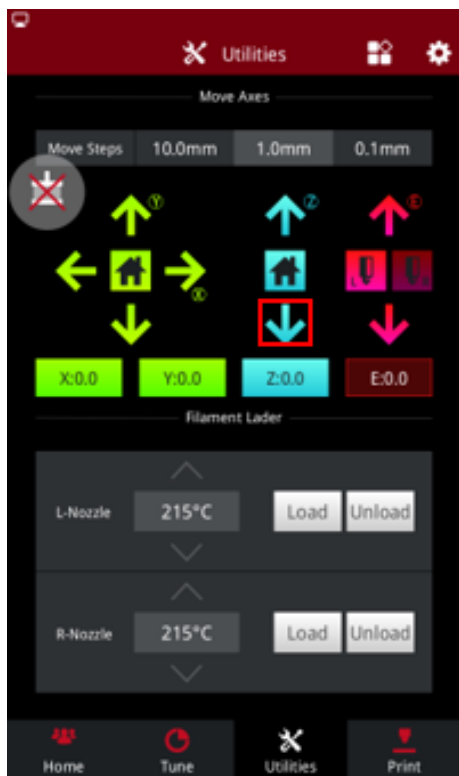 Utilities
Move Axes
Move Steps 10.0mm 1.0mm 0.1mm
Y Z E
X
L R
X:0.0 Y:0.0 Z:0.0 E:0.0
Filament Lader
L-Nozzle 215°C Load Unload
R-Nozzle 215°C Load Unload
Home Tune Utilities Print